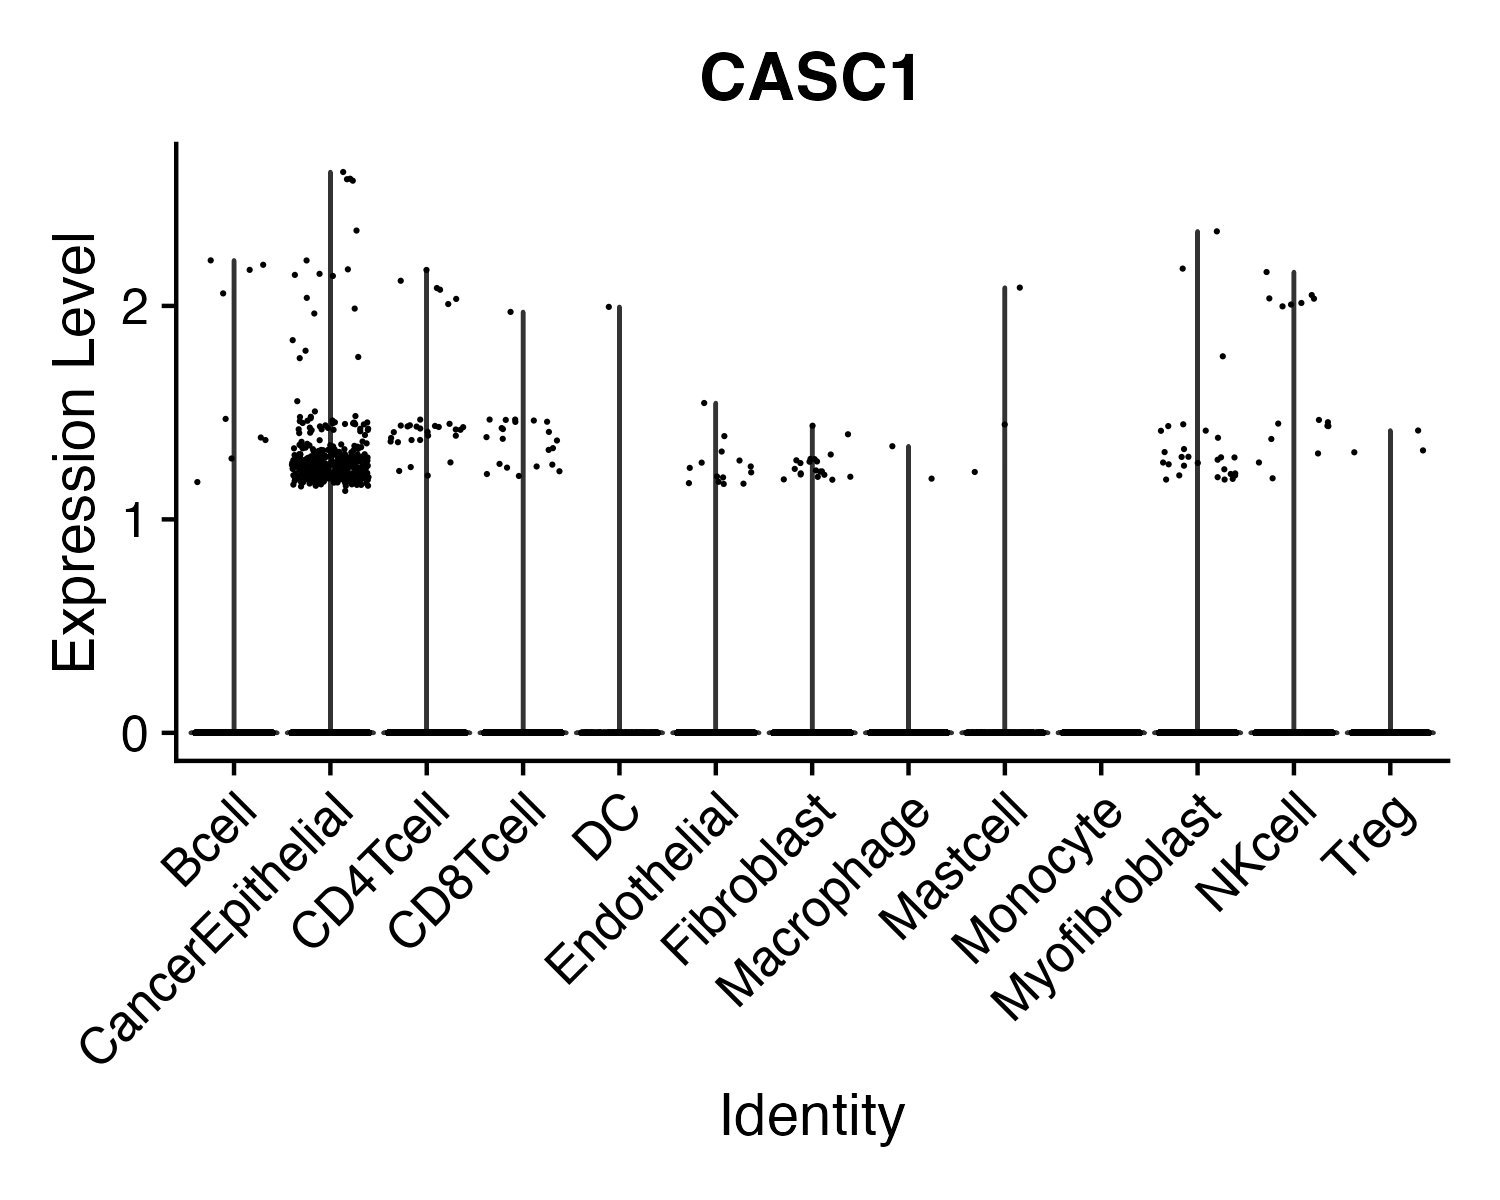 CASC1
Expression Level
2
1
0
Bcell
CancerEpithelial
CD4Tcell
CD8Tcell
DC
Endothelial
Fibroblast
Macrophage
Mastcell
Monocyte
Myofibroblast
NKcell
Treg
Identity